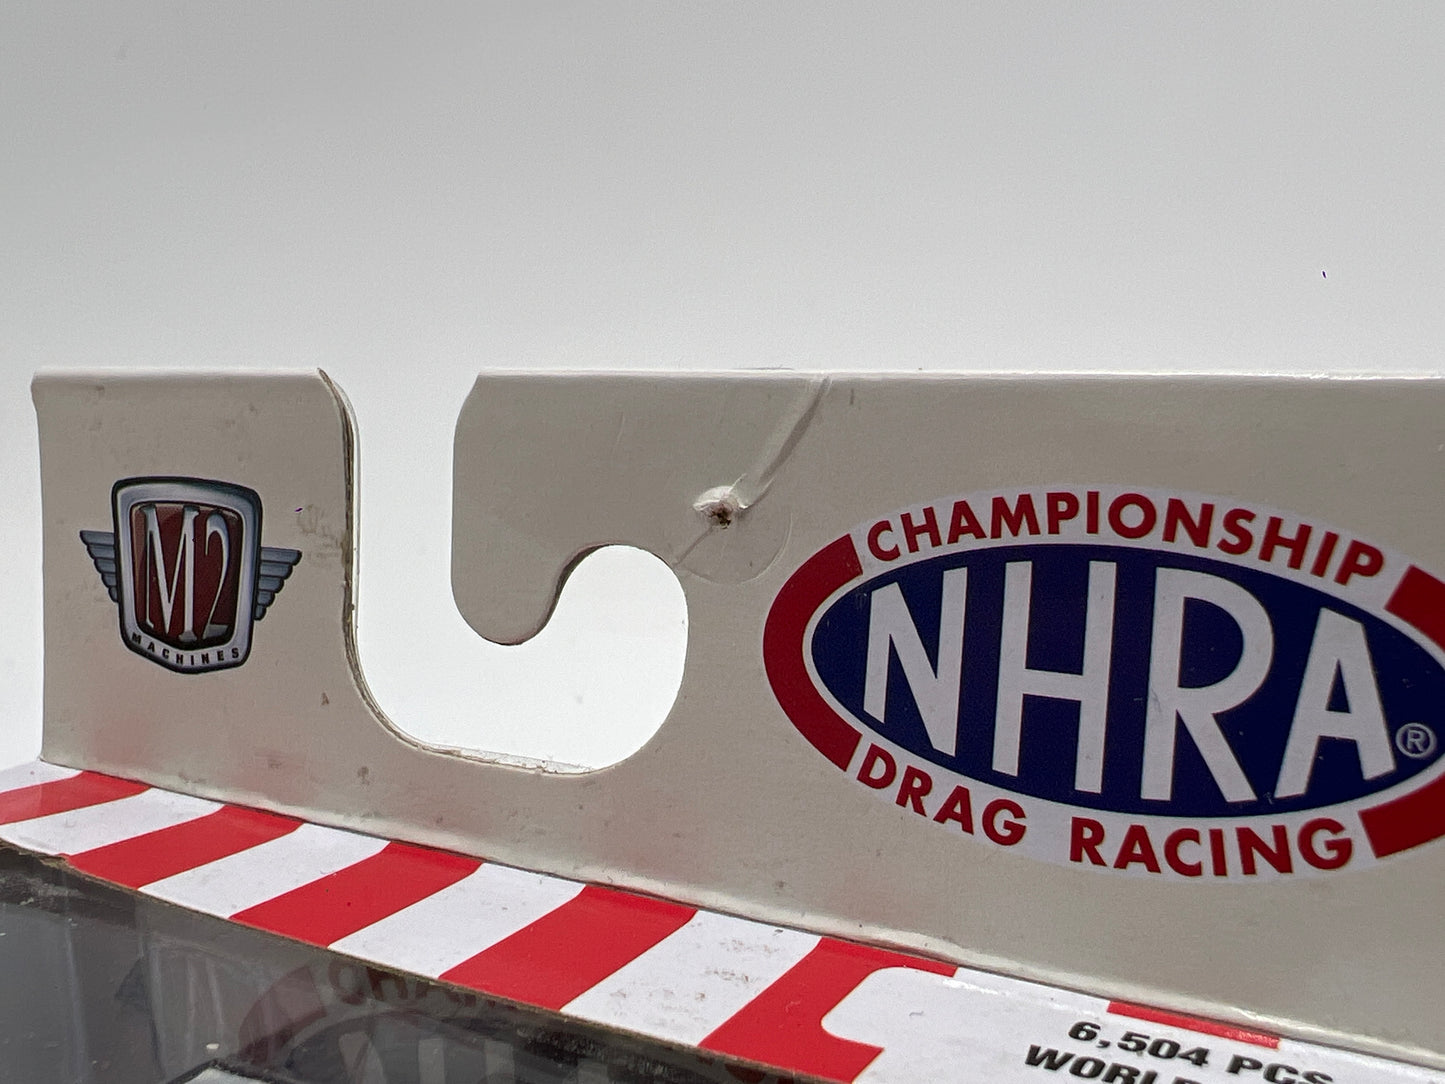 M2
MACHINES
CHAMPIONSHIP
NHRA®
DRAG RACING
6,504 PCS